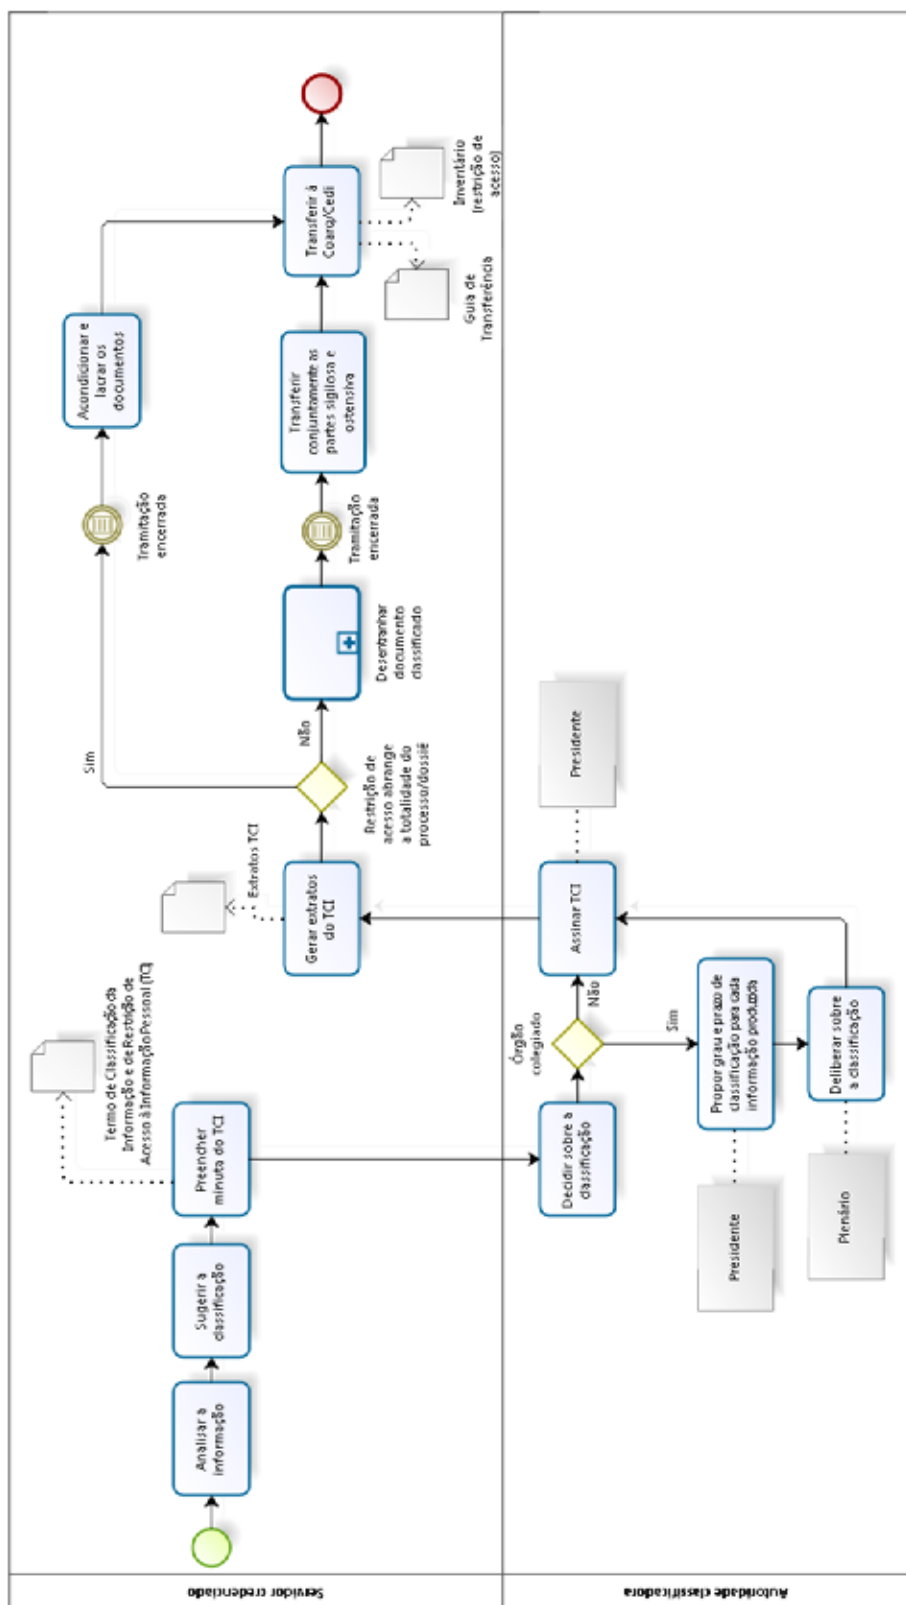 Servidor credenciado
Analisar a
informação
Sugerir a
classificação
Preencher
minuta do TCI
Termo de Classificação da
Informação e de Restrição de
Acesso à Informação Pessoal (TCI)
Gerar extratos
do TCI
Extratos TCI
Restrição de
acesso abrange
a totalidade do
processo/dossiê
Sim
Não
Tramitação
encerrada
Acondicionar e
lacrar os
documentos
Desentranhar
documento
classificado
Tramitação
encerrada
Transferir
conjuntamente as
partes sigilosa e
ostensiva
Transferir à
Coarq/Cedi
Guia de
Transferência
Inventário
(restrição de
acesso)
Autoridade classificadora
Decidir sobre a
classificação
Órgão
colegiado
Não
Sim
Assinar TCI
Presidente
Propor grau e prazo de
classificação para cada
informação produzida
Presidente
Deliberar sobre
a classificação
Plenário